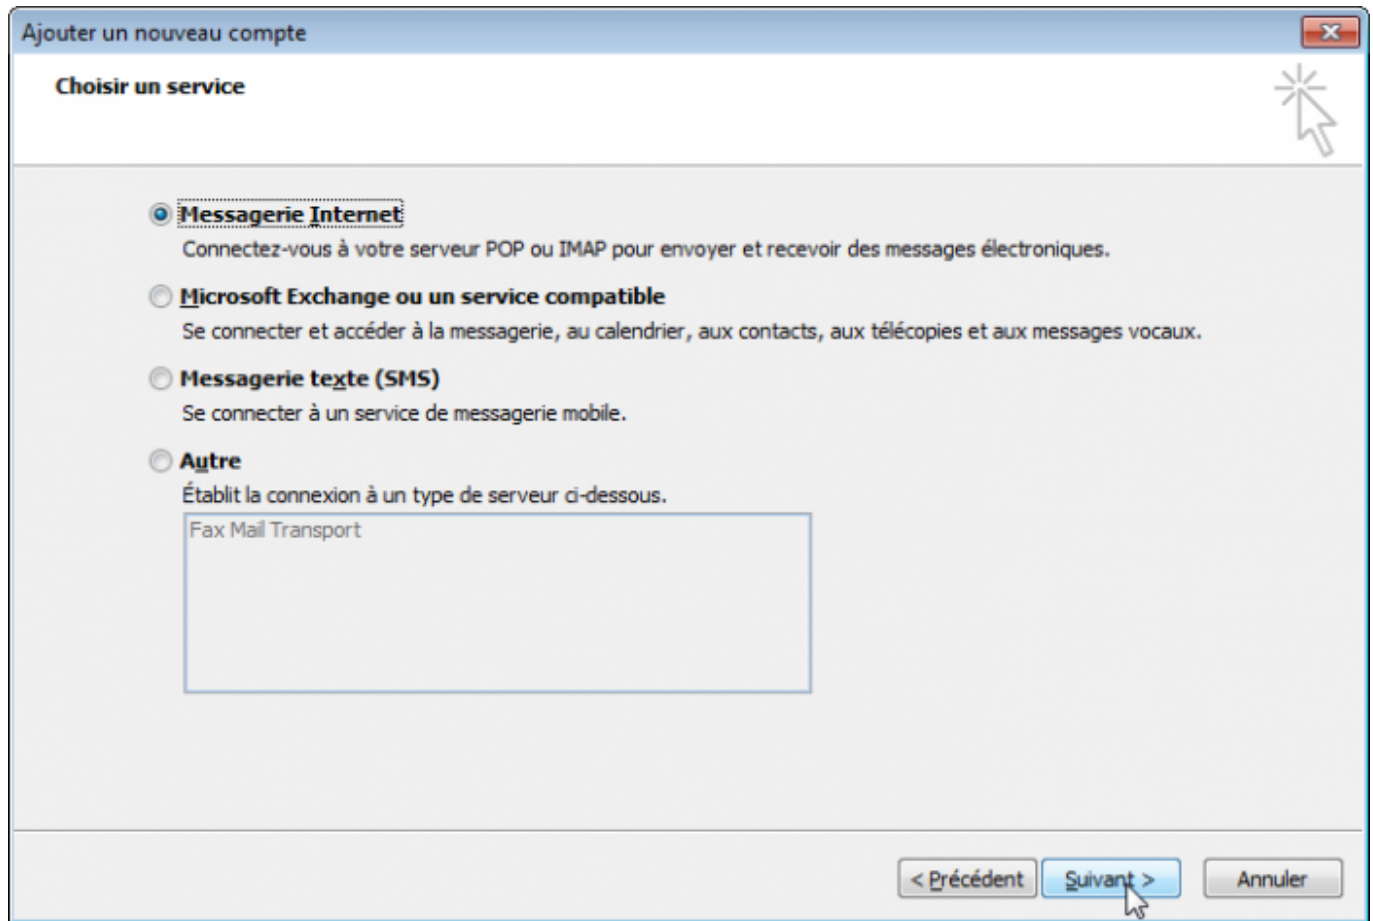 Ajouter un nouveau compte
Choisir un service
Messagerie Internet
Connectez-vous à votre serveur POP ou IMAP pour envoyer et recevoir des messages électroniques.
Microsoft Exchange ou un service compatible
Se connecter et accéder à la messagerie, au calendrier, aux contacts, aux télécopies et aux messages vocaux.
Messagerie texte (SMS)
Se connecter à un service de messagerie mobile.
Autre
Établit la connexion à un type de serveur ci-dessous.
Fax Mail Transport
< Précédent Suivant > Annuler